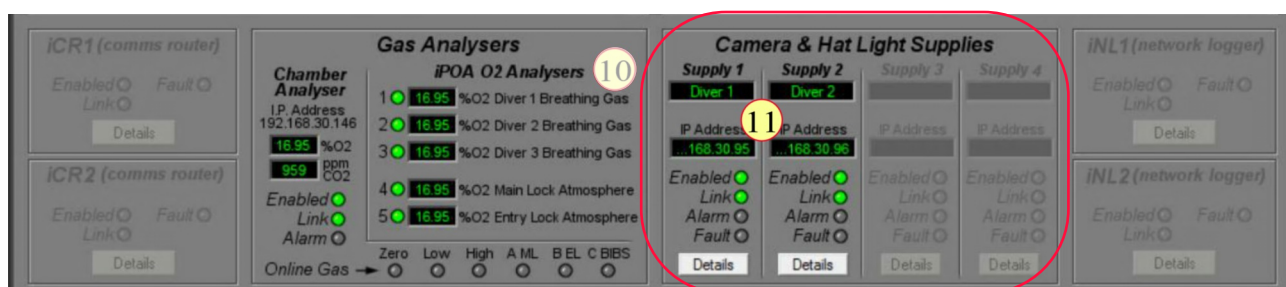 iCR1 (comms router)
Enabled Fault
Link
Details
iCR2 (comms router)
Enabled Fault
Link
Details
Gas Analysers
Chamber
Analyser
I.P. Address
192.168.30.146
16.95 %O2
959 ppm
CO2
Enabled
Link
Alarm
iPOA O2 Analysers
10
1 16.95 %O2 Diver 1 Breathing Gas
2 16.95 %O2 Diver 2 Breathing Gas
3 16.95 %O2 Diver 3 Breathing Gas
4 16.95 %O2 Main Lock Atmosphere
5 16.95 %O2 Entry Lock Atmosphere
Zero Low High A ML B EL C BIBS
Online Gas
Camera & Hat Light Supplies
Supply 1 Supply 2 Supply 3 Supply 4
Diver 1 Diver 2
11
IP Address IP Address IP Address IP Address
...168.30.95 ...168.30.96
Enabled Enabled Enabled Enabled
Link Link Link Link
Alarm Alarm Alarm Alarm
Fault Fault Fault Fault
Details Details Details Details
iNL1 (network logger)
Enabled Fault
Link
Details
iNL2 (network logger)
Enabled Fault
Link
Details